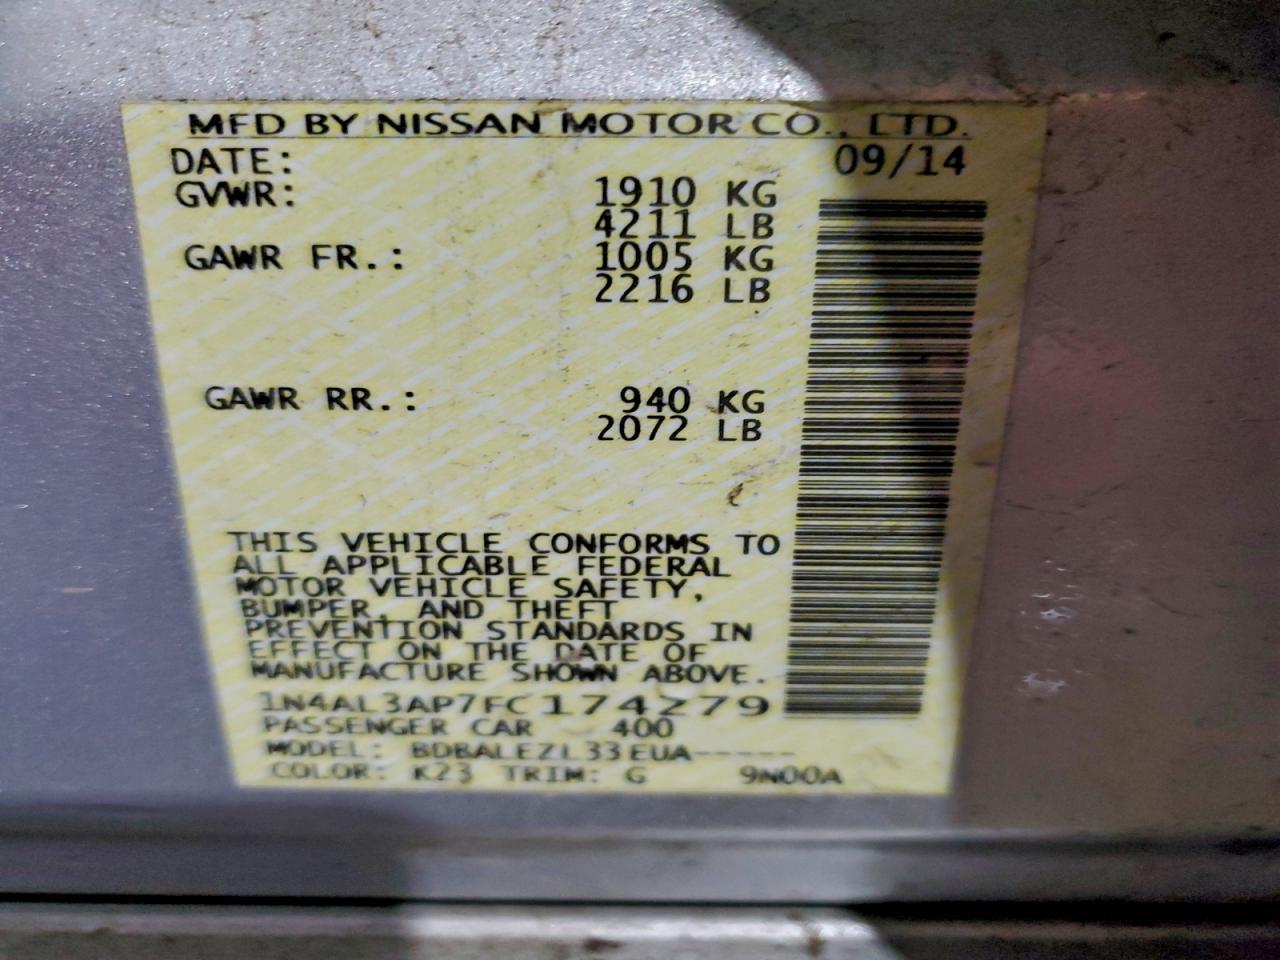 MFD BY NISSAN MOTOR CO., LTD.
DATE: 09/14
GVWR: 1910 KG
4211 LB
GAWR FR.: 1005 KG
2216 LB
GAWR RR.: 940 KG
2072 LB
THIS VEHICLE CONFORMS TO
ALL APPLICABLE FEDERAL
MOTOR VEHICLE SAFETY,
BUMPER, AND THEFT
PREVENTION STANDARDS IN
EFFECT ON THE DATE OF
MANUFACTURE SHOWN ABOVE.
1N4AL3AP7FC174279
PASSENGER CAR 400
MODEL: BDBALEZL33EUA-----
COLOR: K23 TRIM: G 9N00A